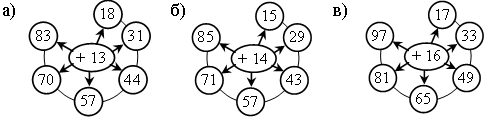 а) 18 31 44 57 70 83 + 13
б) 15 29 43 57 71 85 + 14
в) 17 33 49 65 81 97 + 16